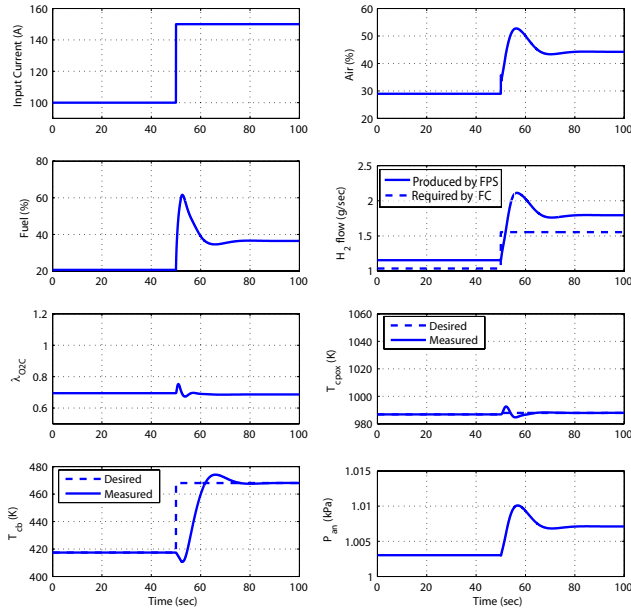 Input Current (A)
160
140
120
100
0 20 40 60 80 100
Air (%)
60
50
40
30
20
0 20 40 60 80 100
Fuel (%)
80
60
40
20
0 20 40 60 80 100
H2 flow (g/sec)
2.5
2
1.5
1
Produced by FPS
Required by FC
0 20 40 60 80 100
λO2C
1.2
1
0.8
0.6
0 20 40 60 80 100
Tcpox (K)
1060
1040
1020
1000
980
Desired
Measured
0 20 40 60 80 100
Tcb (K)
480
460
440
420
400
Desired
Measured
0 20 40 60 80 100
Time (sec)
Pan (kPa)
1.015
1.01
1.005
1
0 20 40 60 80 100
Time (sec)